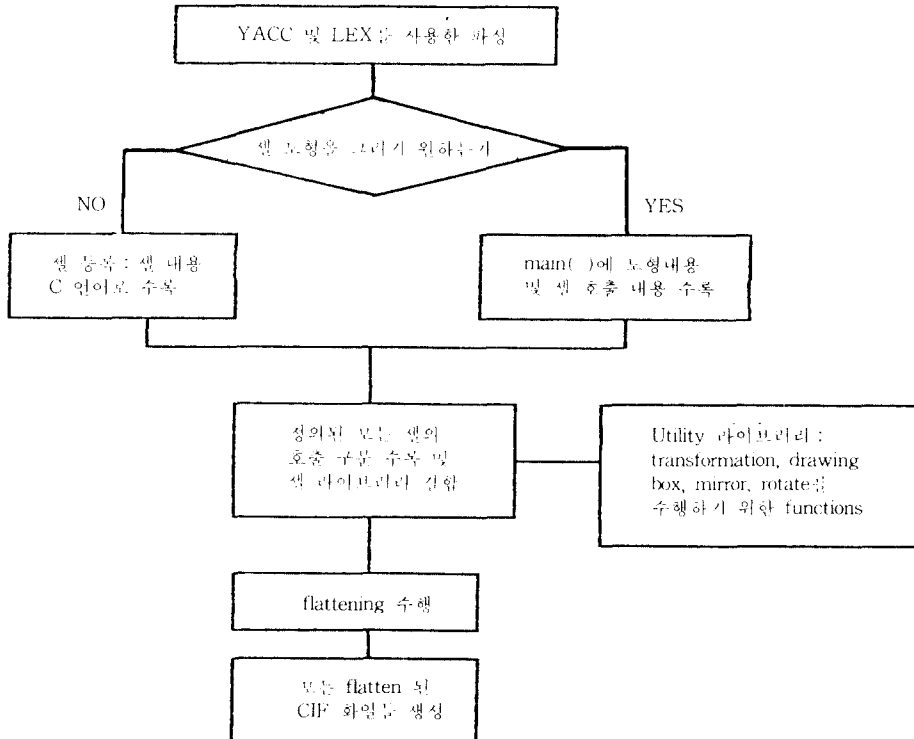 YACC 및 LEX를 사용한 파싱
셀 도형을 그리기 원하는가
NO
YES
셀 등록 : 셀 내용
C 언어로 수록
main( )에 도형내용
및 셀 호출 내용 수록
정의된 모든 셀의
호출 구문 수록 및
셀 라이브러리 결합
Utility 라이브러리 :
transformation, drawing
box, mirror, rotate를
수행하기 위한 functions
flattening 수행
모든 flatten 된
CIF 화일을 생성